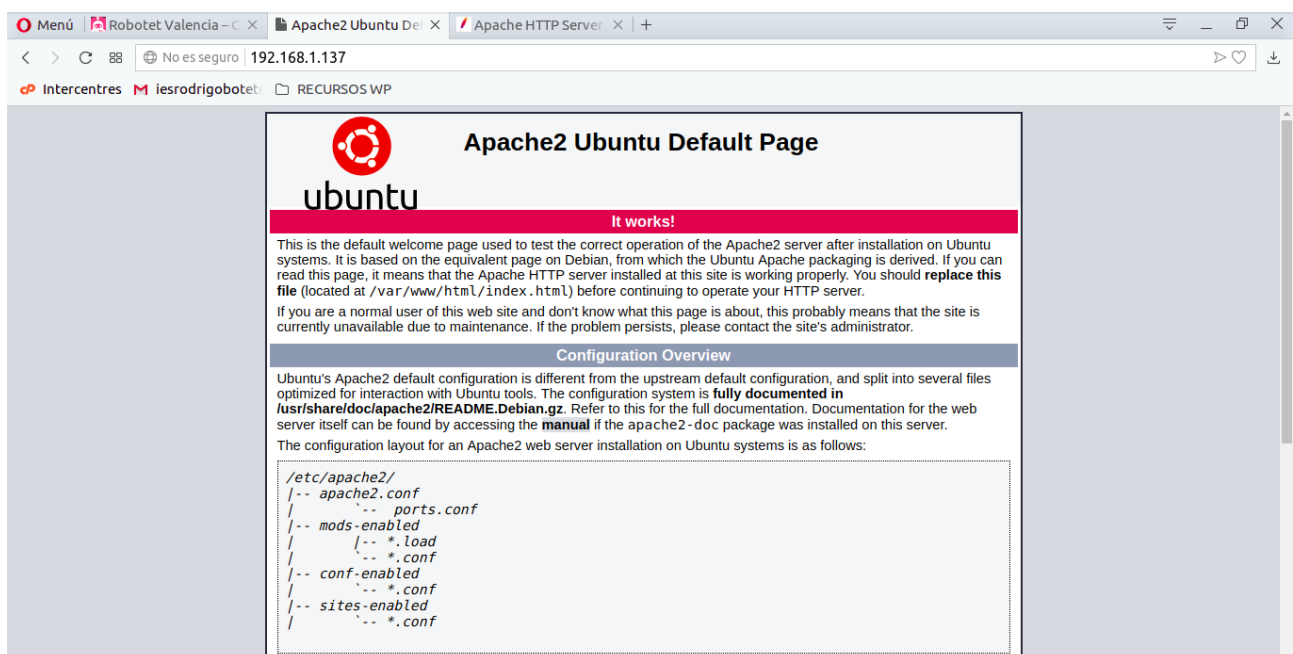 Menú
Robotet Valencia – C
Apache2 Ubuntu Def
Apache HTTP Server
No es seguro 192.168.1.137
Intercentres
iesrodrigobotet
RECURSOS WP
ubuntu
Apache2 Ubuntu Default Page
It works!
This is the default welcome page used to test the correct operation of the Apache2 server after installation on Ubuntu
systems. It is based on the equivalent page on Debian, from which the Ubuntu Apache packaging is derived. If you can
read this page, it means that the Apache HTTP server installed at this site is working properly. You should replace this
file (located at /var/www/html/index.html) before continuing to operate your HTTP server.
If you are a normal user of this web site and don't know what this page is about, this probably means that the site is
currently unavailable due to maintenance. If the problem persists, please contact the site's administrator.
Configuration Overview
Ubuntu's Apache2 default configuration is different from the upstream default configuration, and split into several files
optimized for interaction with Ubuntu tools. The configuration system is fully documented in
/usr/share/doc/apache2/README.Debian.gz. Refer to this for the full documentation. Documentation for the web
server itself can be found by accessing the manual if the apache2-doc package was installed on this server.
The configuration layout for an Apache2 web server installation on Ubuntu systems is as follows:
/etc/apache2/
|-- apache2.conf
|       `--  ports.conf
|-- mods-enabled
|       |-- *.load
|       `-- *.conf
|-- conf-enabled
|       `-- *.conf
|-- sites-enabled
|       `-- *.conf